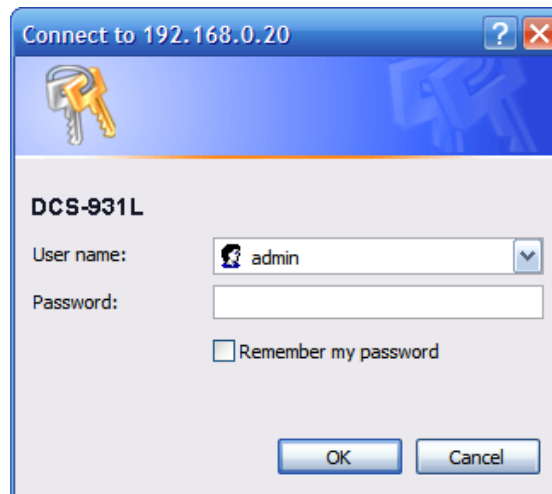 Connect to 192.168.0.20
DCS-931L
User name: admin
Password:
Remember my password
OK Cancel